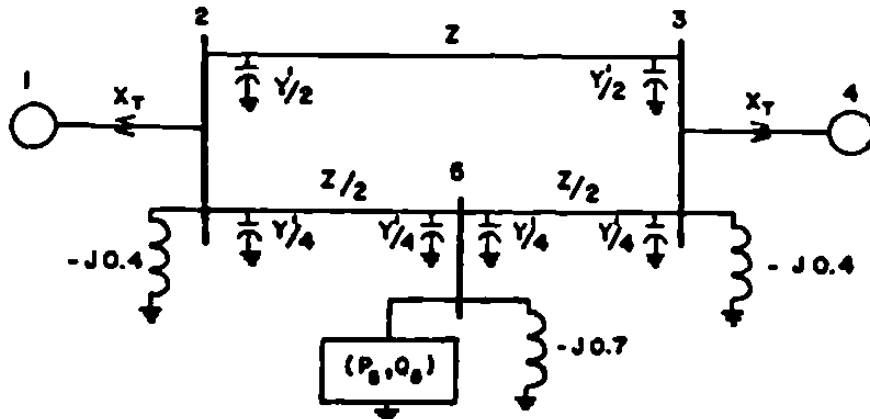 2
3
Z
1
Y'/2
Y'/2
4
X_T
X_T
5
Z/2
Z/2
Y'/4
Y'/4
Y'/4
Y'/4
-J0.4
-J0.4
-J0.7
(P_5, Q_5)